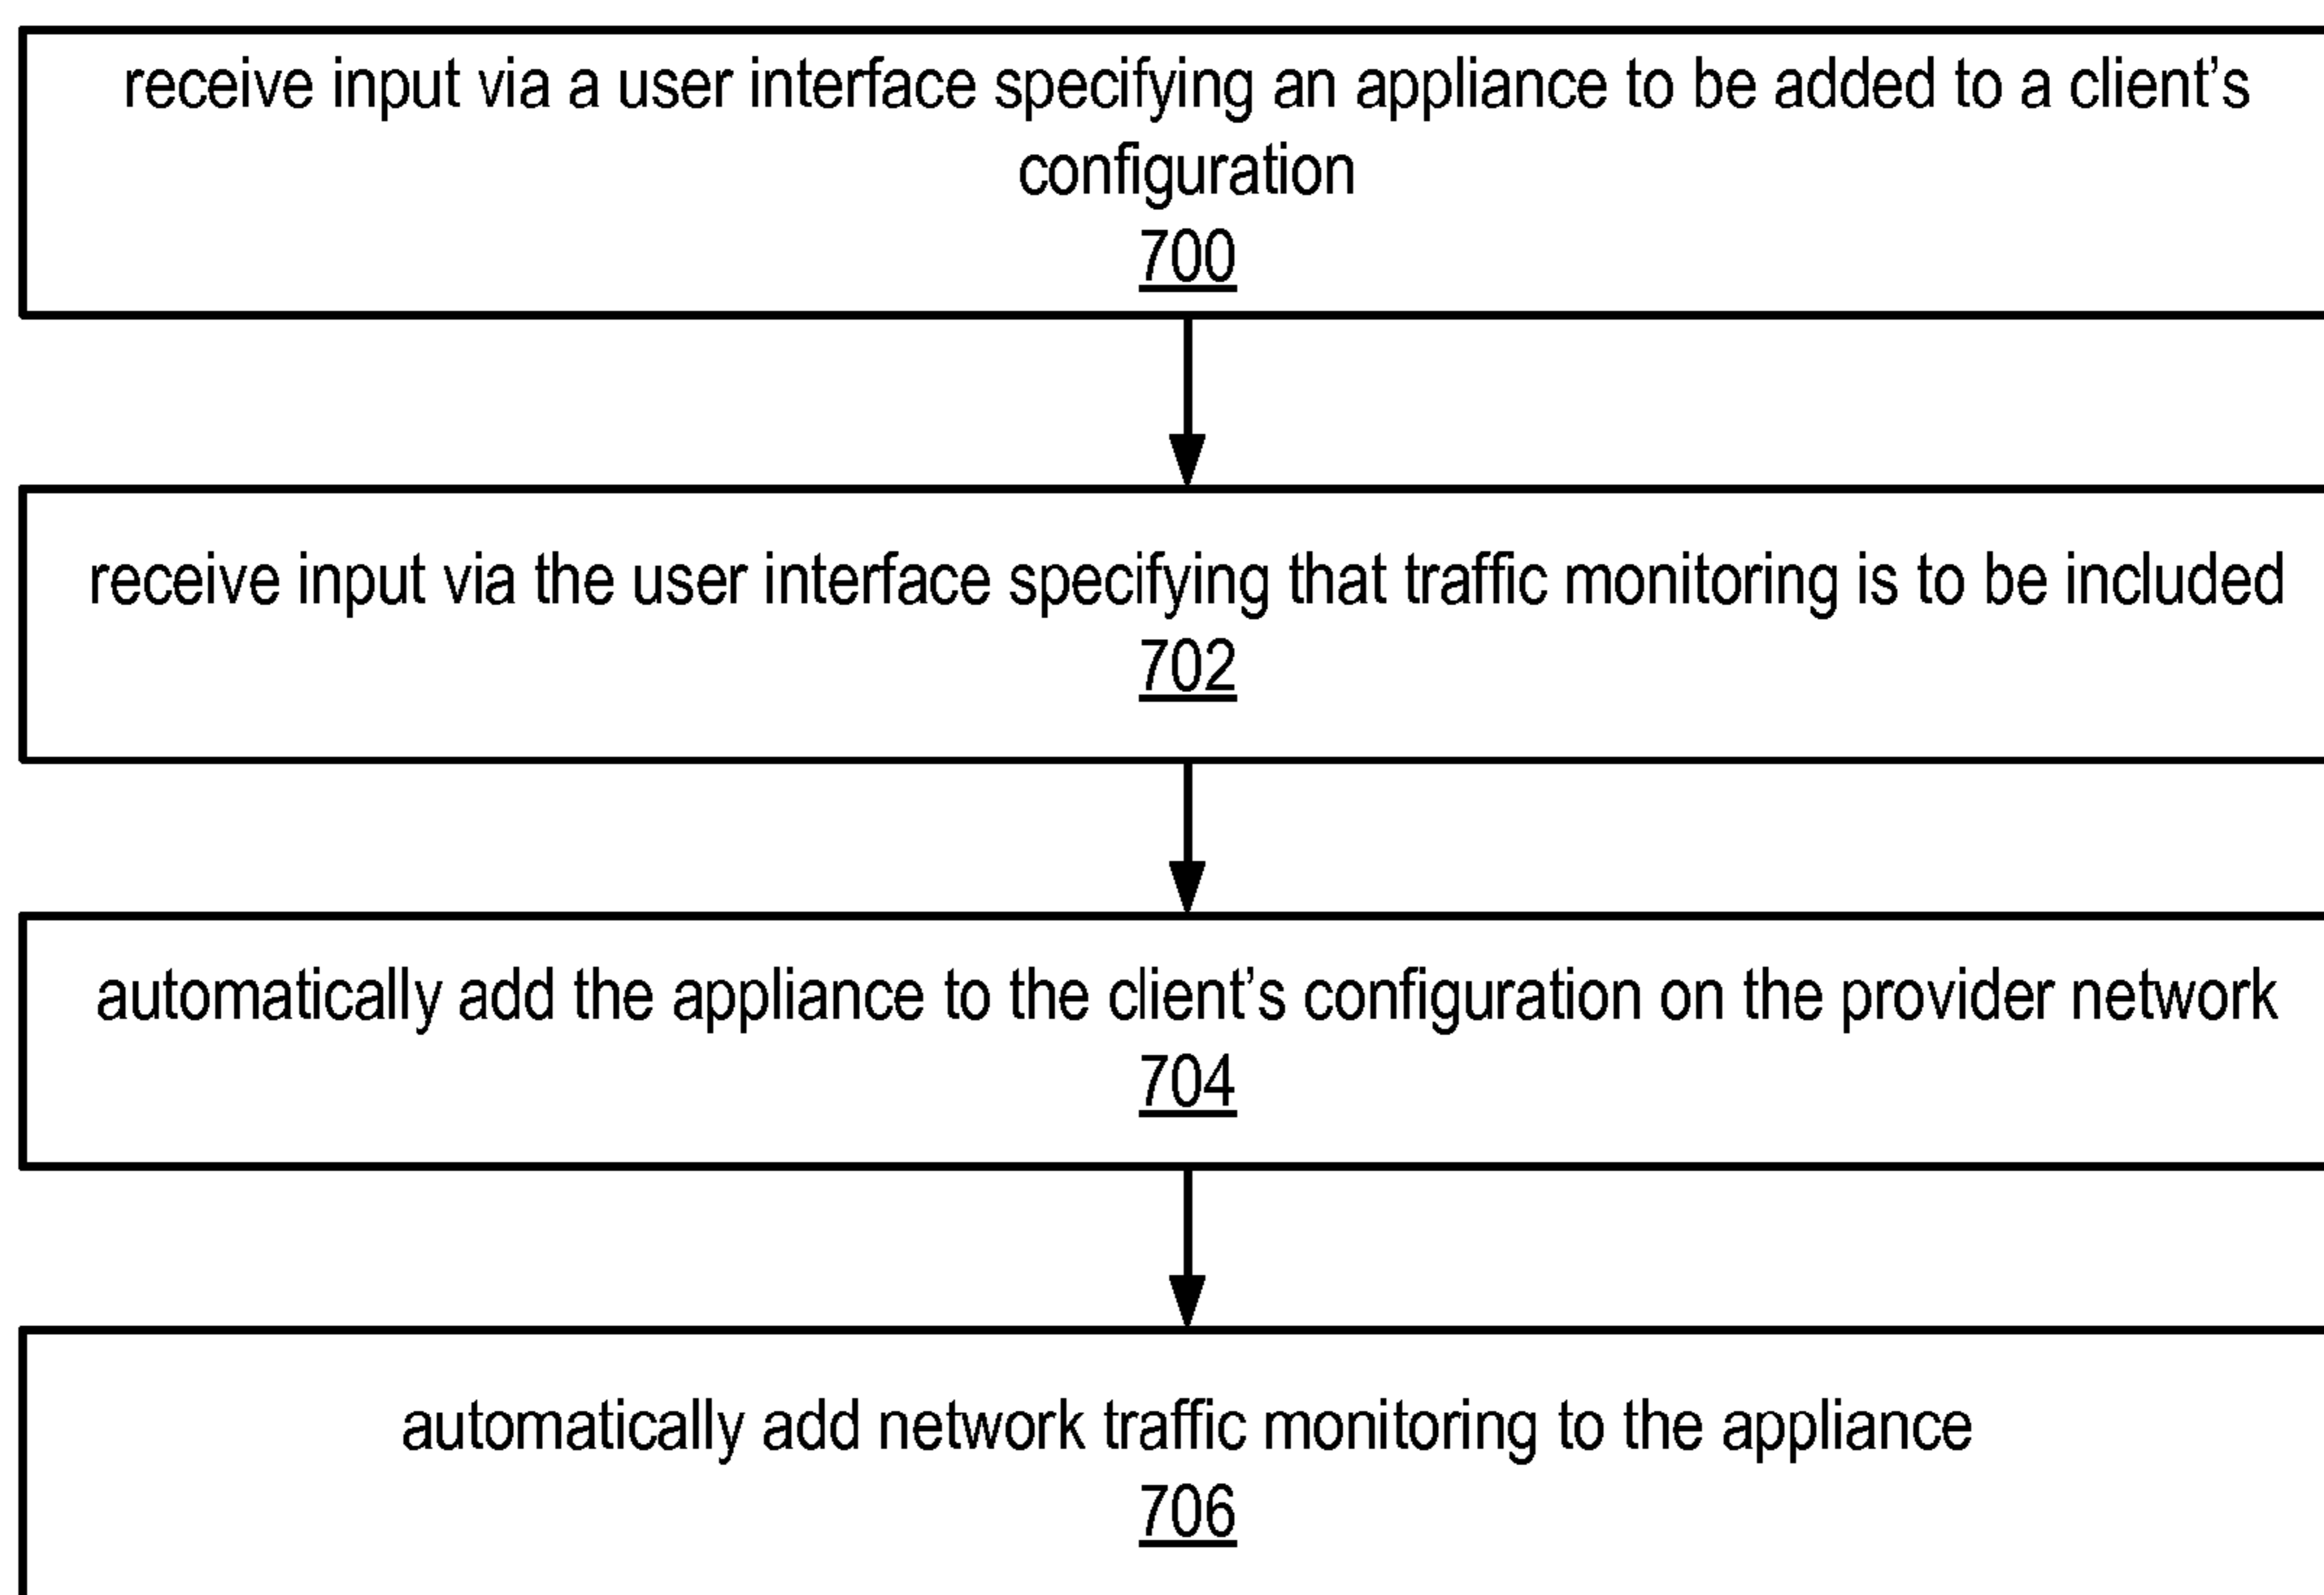 receive input via a user interface specifying an appliance to be added to a client’s
configuration
700
receive input via the user interface specifying that traffic monitoring is to be included
702
automatically add the appliance to the client’s configuration on the provider network
704
automatically add network traffic monitoring to the appliance
706